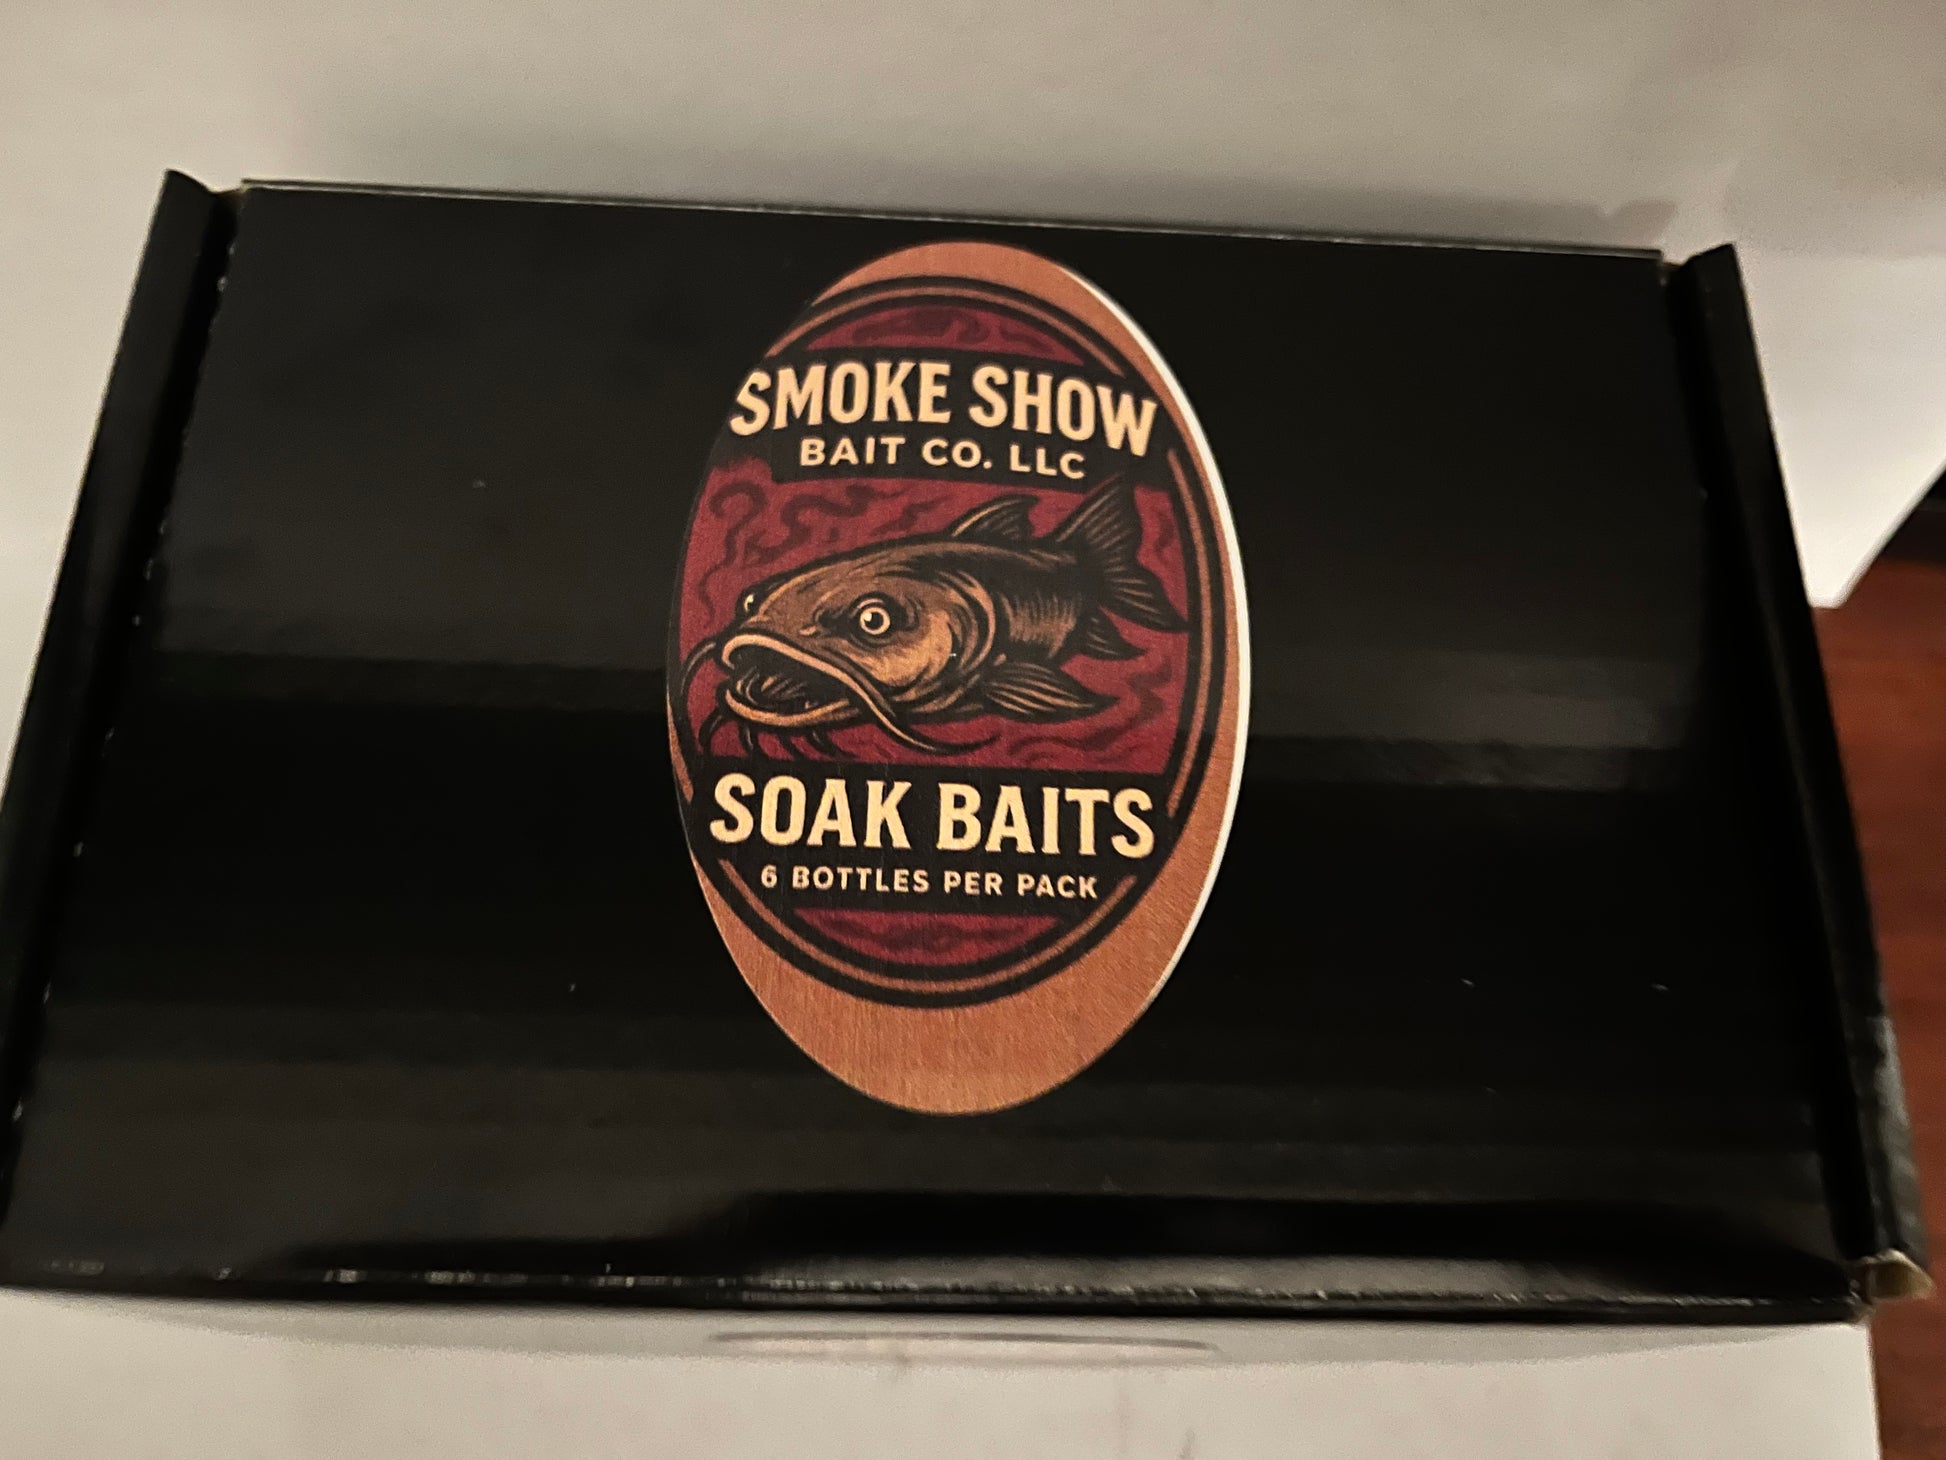 SMOKE SHOW
BAIT CO. LLC
SOAK BAITS
6 BOTTLES PER PACK